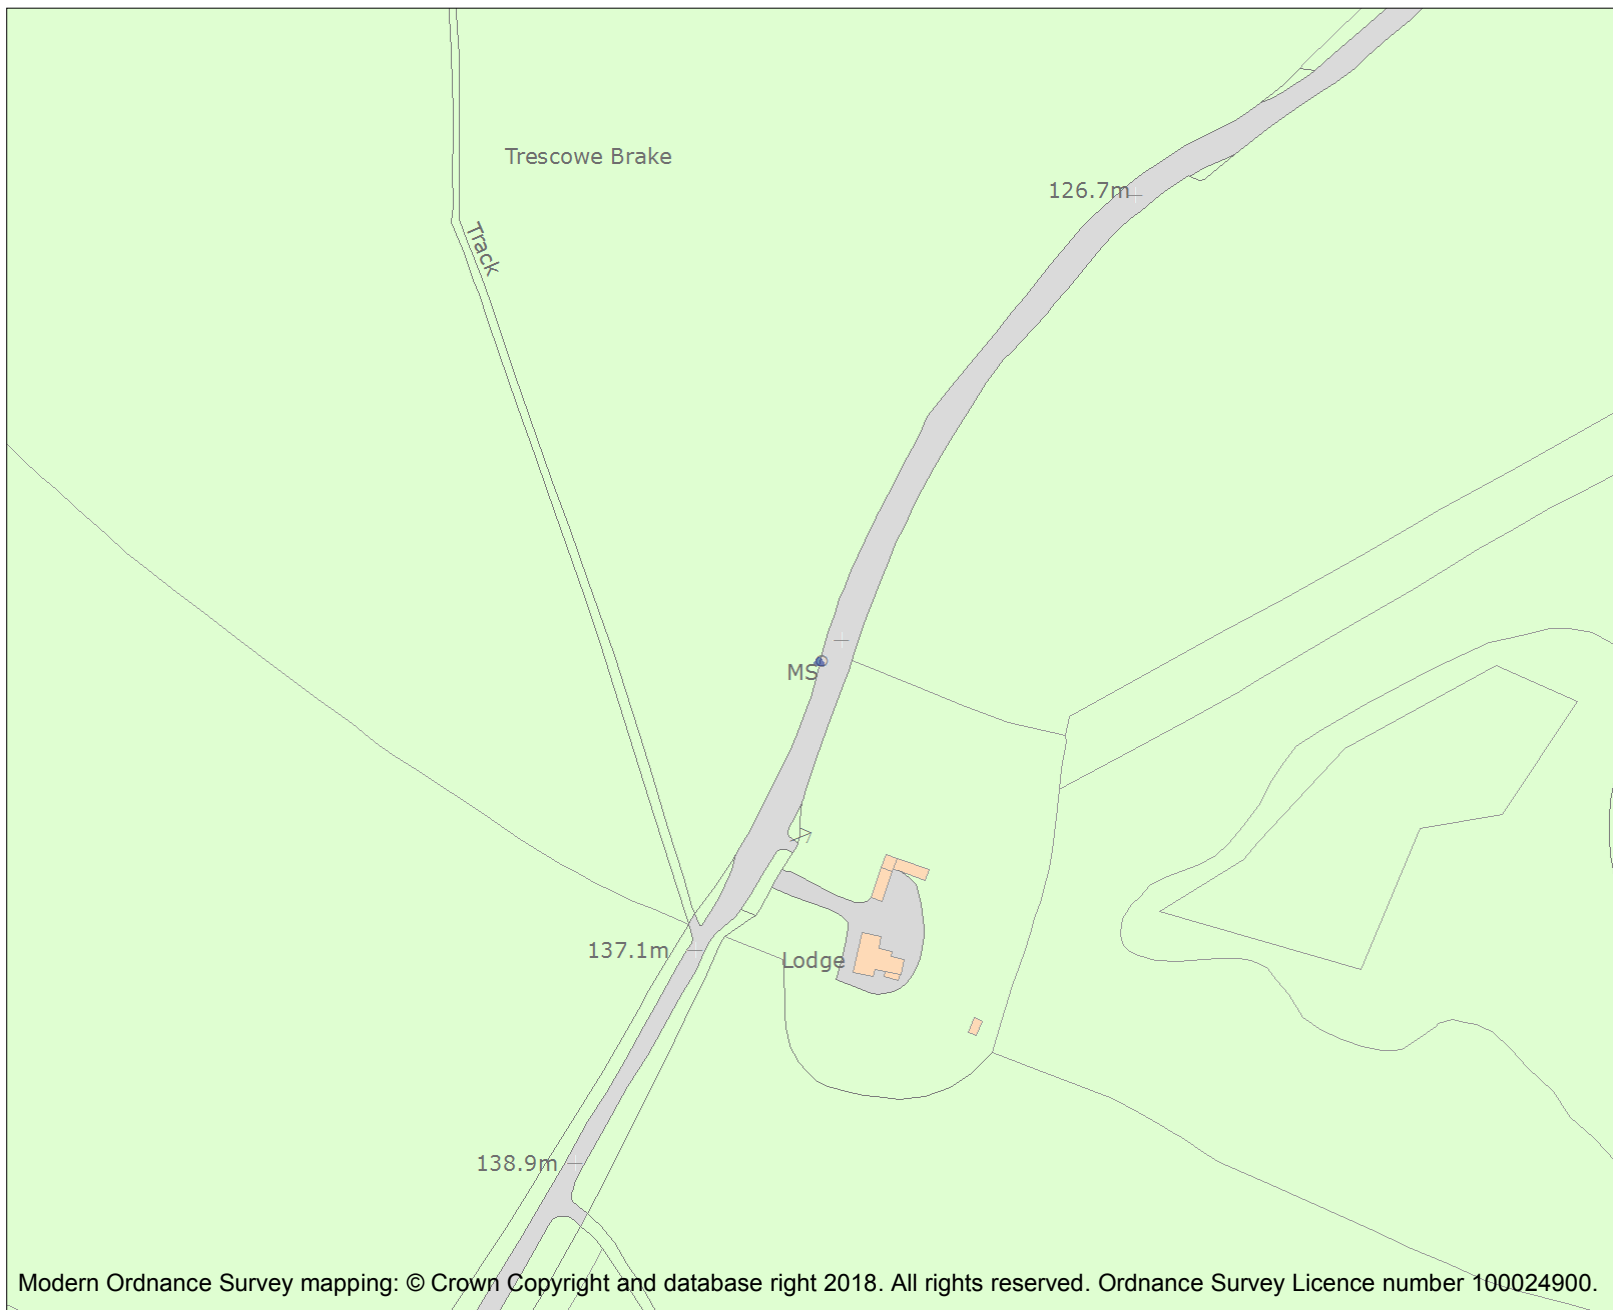 Trescowe Brake
126.7m
Track
MS
137.1m
Lodge
138.9m
Modern Ordnance Survey mapping: © Crown Copyright and database right 2018. All rights reserved. Ordnance Survey Licence number 100024900.